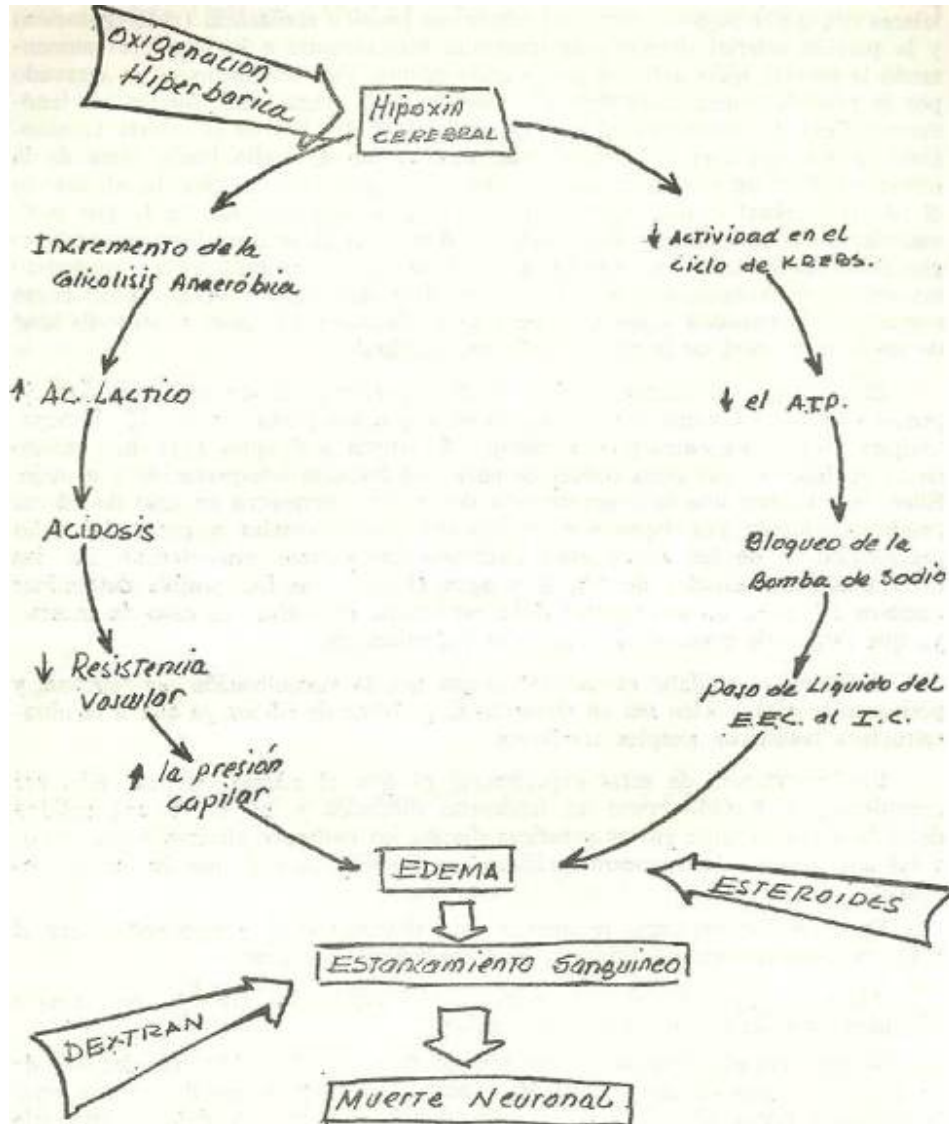 OXIGENACION
Hiperbarica
Hipoxia
CEREBRAL
Incremento de la
Glicolisis Anaeróbica
↓ Actividad en el
Ciclo de KREBS.
↑ AC. LACTICO
↓ el A.T.P.
Acidosis
Bloqueo de la
Bomba de Sodio
↓ Resistencia
Vascular
Paso de Liquido del
E.E.C. al I.C.
↑ la presión
capilar
EDEMA
ESTEROIDES
Estancamiento Sanguineo
DEXTRAN
Muerte Neuronal